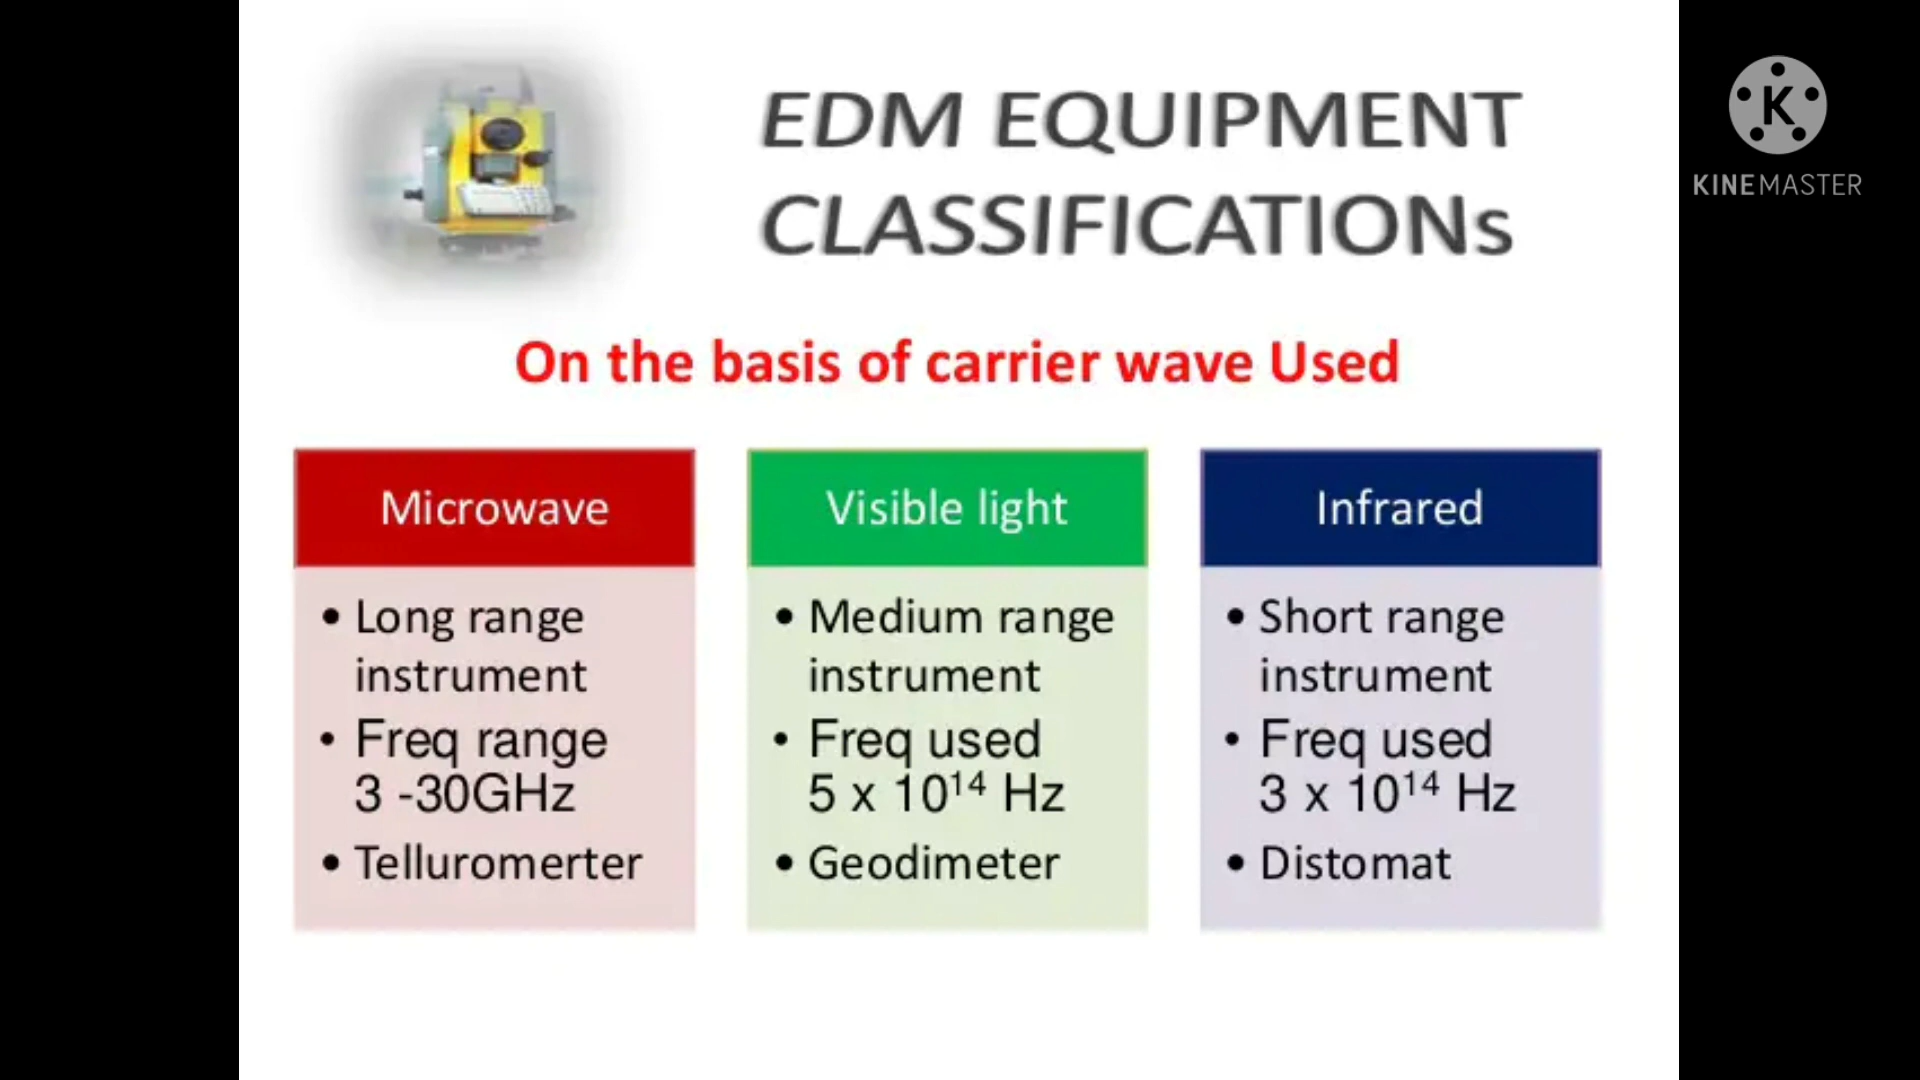 EDM EQUIPMENT
CLASSIFICATIONs
K
KINEMASTER
On the basis of carrier wave Used
Microwave
• Long range
instrument
• Freq range
3 -30GHz
• Telluromerter
Visible light
• Medium range
instrument
• Freq used
5 x 10¹⁴ Hz
• Geodimeter
Infrared
• Short range
instrument
• Freq used
3 x 10¹⁴ Hz
• Distomat